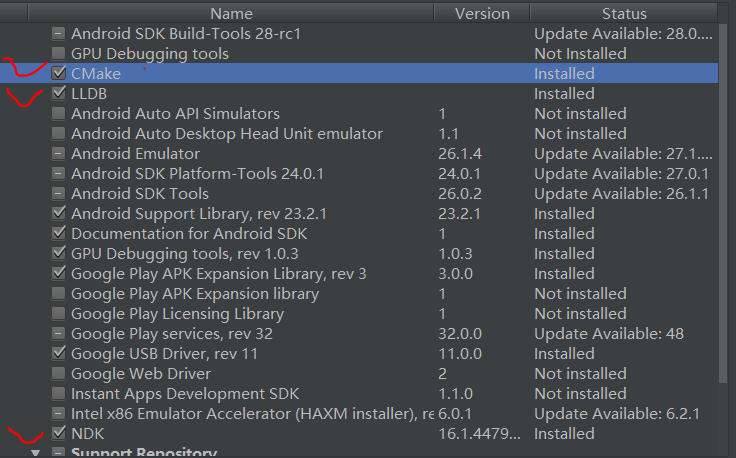 Name Version Status
Android SDK Build-Tools 28-rc1 Update Available: 28.0....
GPU Debugging tools Not Installed
CMake Installed
LLDB Installed
Android Auto API Simulators 1 Not installed
Android Auto Desktop Head Unit emulator 1.1 Not installed
Android Emulator 26.1.4 Update Available: 27.1....
Android SDK Platform-Tools 24.0.1 24.0.1 Update Available: 27.0.1
Android SDK Tools 26.0.2 Update Available: 26.1.1
Android Support Library, rev 23.2.1 23.2.1 Installed
Documentation for Android SDK 1 Installed
GPU Debugging tools, rev 1.0.3 1.0.3 Installed
Google Play APK Expansion Library, rev 3 3.0.0 Installed
Google Play APK Expansion library 1 Not installed
Google Play Licensing Library 1 Not installed
Google Play services, rev 32 32.0.0 Update Available: 48
Google USB Driver, rev 11 11.0.0 Installed
Google Web Driver 2 Not installed
Instant Apps Development SDK 1.1.0 Not installed
Intel x86 Emulator Accelerator (HAXM installer), re 6.0.1 Update Available: 6.2.1
NDK 16.1.4479... Installed
Support Repository